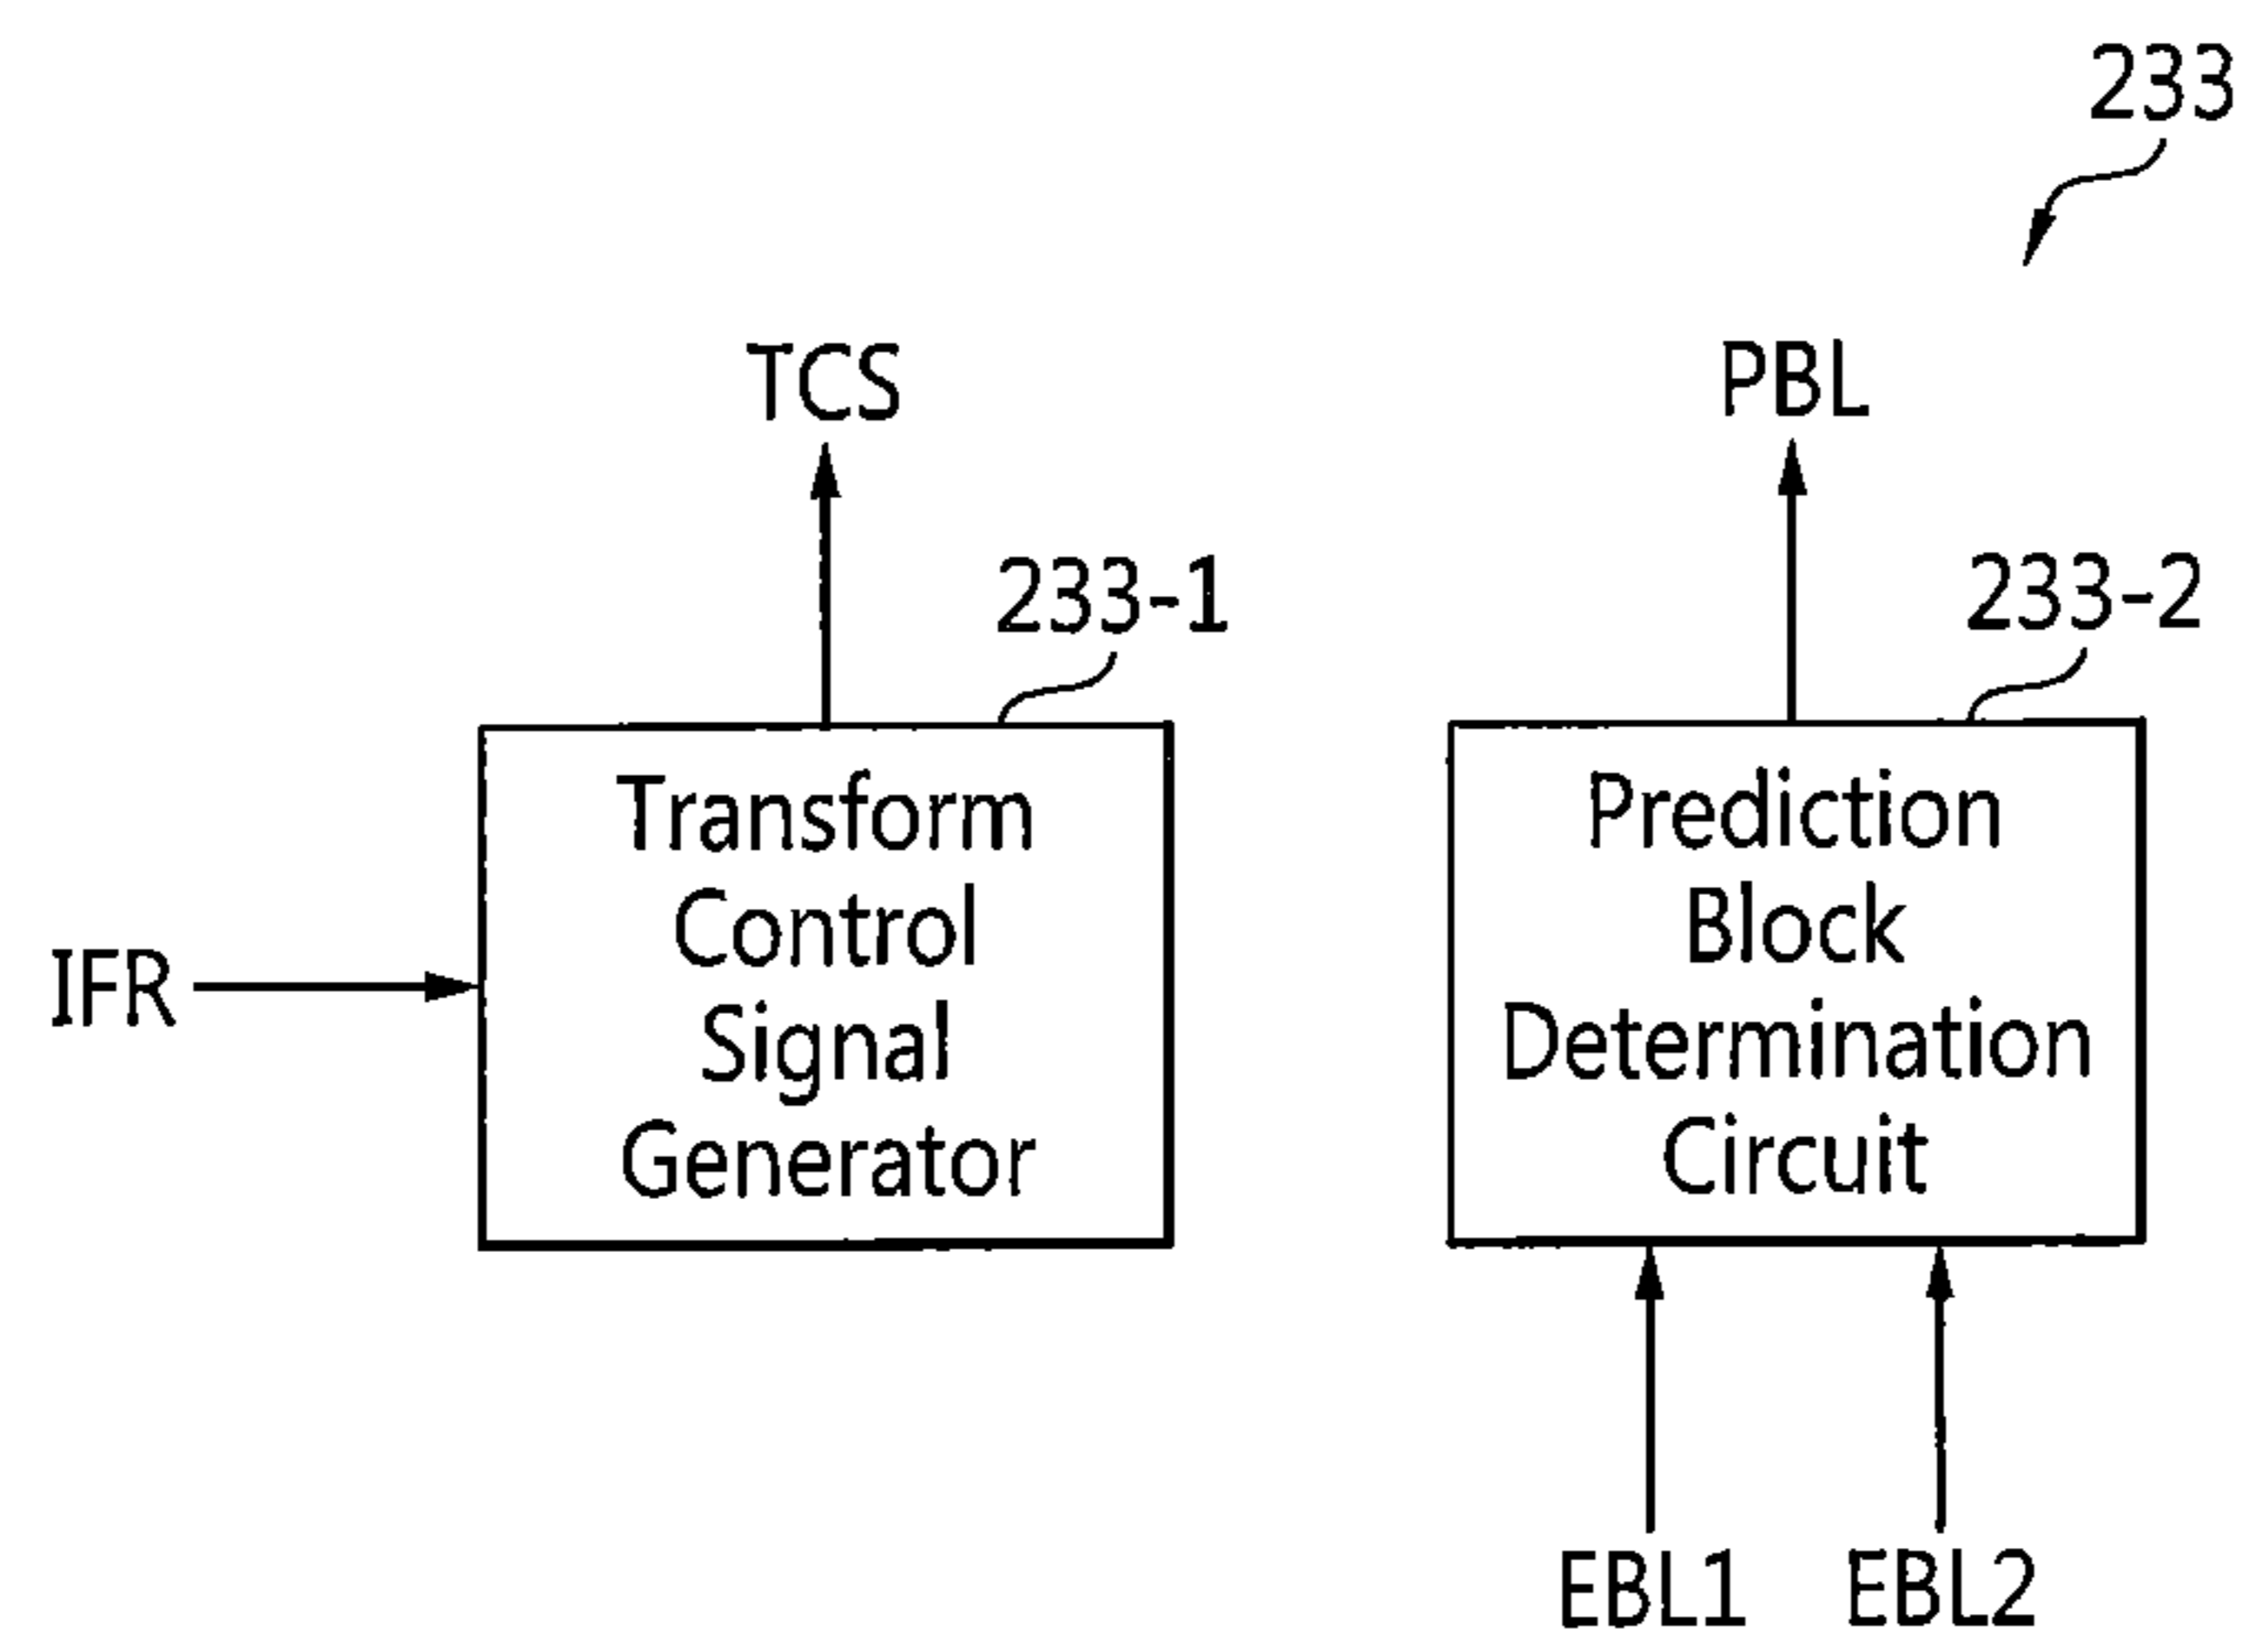 233
TCS
PBL
233-1
233-2
Transform
Control
Signal
Generator
Prediction
Block
Determination
Circuit
IFR
EBL1
EBL2